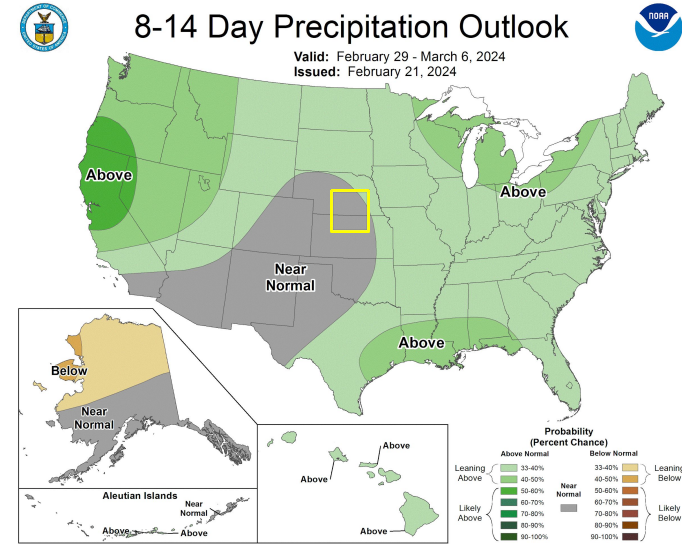 8-14 Day Precipitation Outlook
NOAA
Valid: February 29 - March 6, 2024
Issued: February 21, 2024
Above
Above
Near
Normal
Above
Below
Near
Normal
Aleutian Islands
Near
Normal
Above
Above
Above
Above
Above
Probability
(Percent Chance)
Above Normal
Below Normal
Leaning
Above
33-40%
40-50%
Likely
Above
50-60%
60-70%
70-80%
80-90%
90-100%
Near
Normal
33-40%
40-50%
50-60%
60-70%
70-80%
80-90%
90-100%
Leaning
Below
Likely
Below